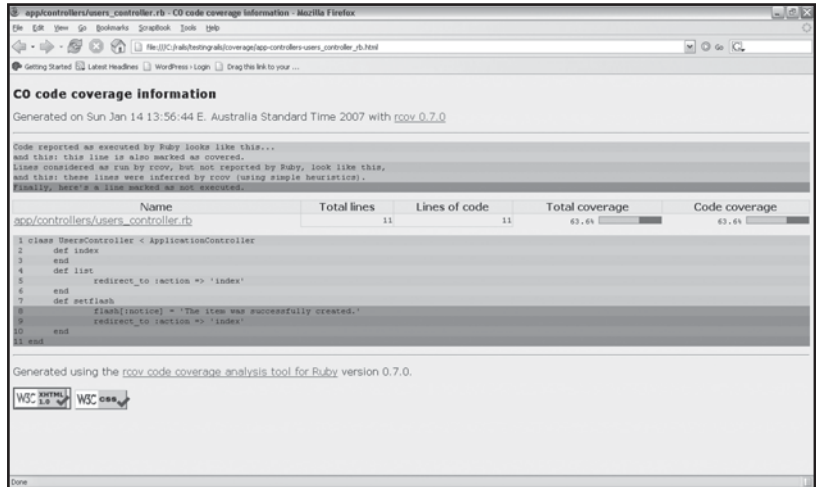 app/controllers/users_controller.rb - C0 code coverage information - Mozilla Firefox
File Edit View Go Bookmarks ScrapBook Tools Help
file:///C:/rails/testingrails/coverage/app-controllers-users_controller_rb.html Go
Getting Started Latest Headlines WordPress › Login Drag this link to your ...
C0 code coverage information
Generated on Sun Jan 14 13:56:44 E. Australia Standard Time 2007 with rcov 0.7.0
Code reported as executed by Ruby looks like this...
and this: this line is also marked as covered.
Lines considered as run by rcov, but not reported by Ruby, look like this,
and this: these lines were inferred by rcov (using simple heuristics).
Finally, here's a line marked as not executed.
Name Total lines Lines of code Total coverage Code coverage
app/controllers/users_controller.rb 11 11 63.6% 63.6%
1 class UsersController < ApplicationController
2 def index
3 end
4 def list
5 redirect_to :action => 'index'
6 end
7 def setflash
8 flash[:notice] = 'The item was successfully created.'
9 redirect_to :action => 'index'
10 end
11 end
Generated using the rcov code coverage analysis tool for Ruby version 0.7.0.
W3C XHTML 1.0 W3C css
Done